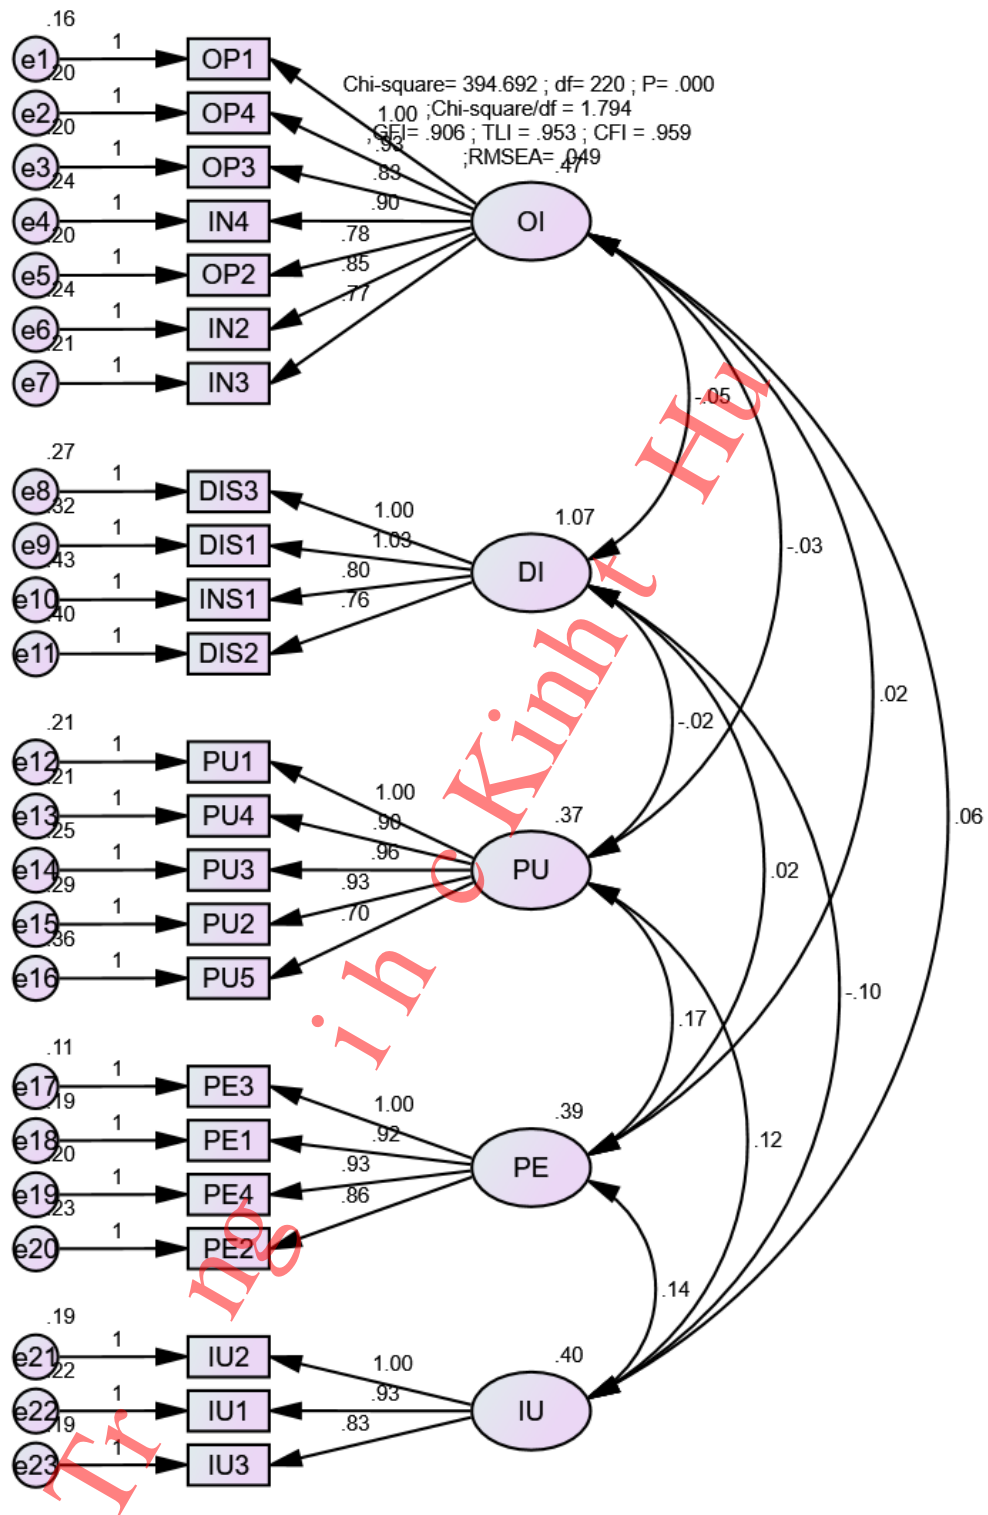 Chi-square= 394.692 ; df= 220 ; P= .000
;Chi-square/df = 1.794
;GFI= .906 ; TLI = .953 ; CFI = .959
;RMSEA= .049
.16
e1 1 OP1 1.00
.20
e2 1 OP4 .93
.20
e3 1 OP3 .83
.24
e4 1 IN4 .90
.20
e5 1 OP2 .78
.24
e6 1 IN2 .85
.21
e7 1 IN3 .77
.47
OI
.27
e8 1 DIS3 1.00
.32
e9 1 DIS1 1.03
.43
e10 1 INS1 .80
.40
e11 1 DIS2 .76
1.07
DI
.21
e12 1 PU1 1.00
.21
e13 1 PU4 .90
.25
e14 1 PU3 .96
.29
e15 1 PU2 .93
.36
e16 1 PU5 .70
.37
PU
.11
e17 1 PE3 1.00
.19
e18 1 PE1 .92
.20
e19 1 PE4 .93
.23
e20 1 PE2 .86
.39
PE
.19
e21 1 IU2 1.00
.22
e22 1 IU1 .93
.19
e23 1 IU3 .83
.40
IU
-.05
-.03
.02
.06
-.02
.02
-.10
.17
.12
.14
Tr ng i h c Kinh t Hu